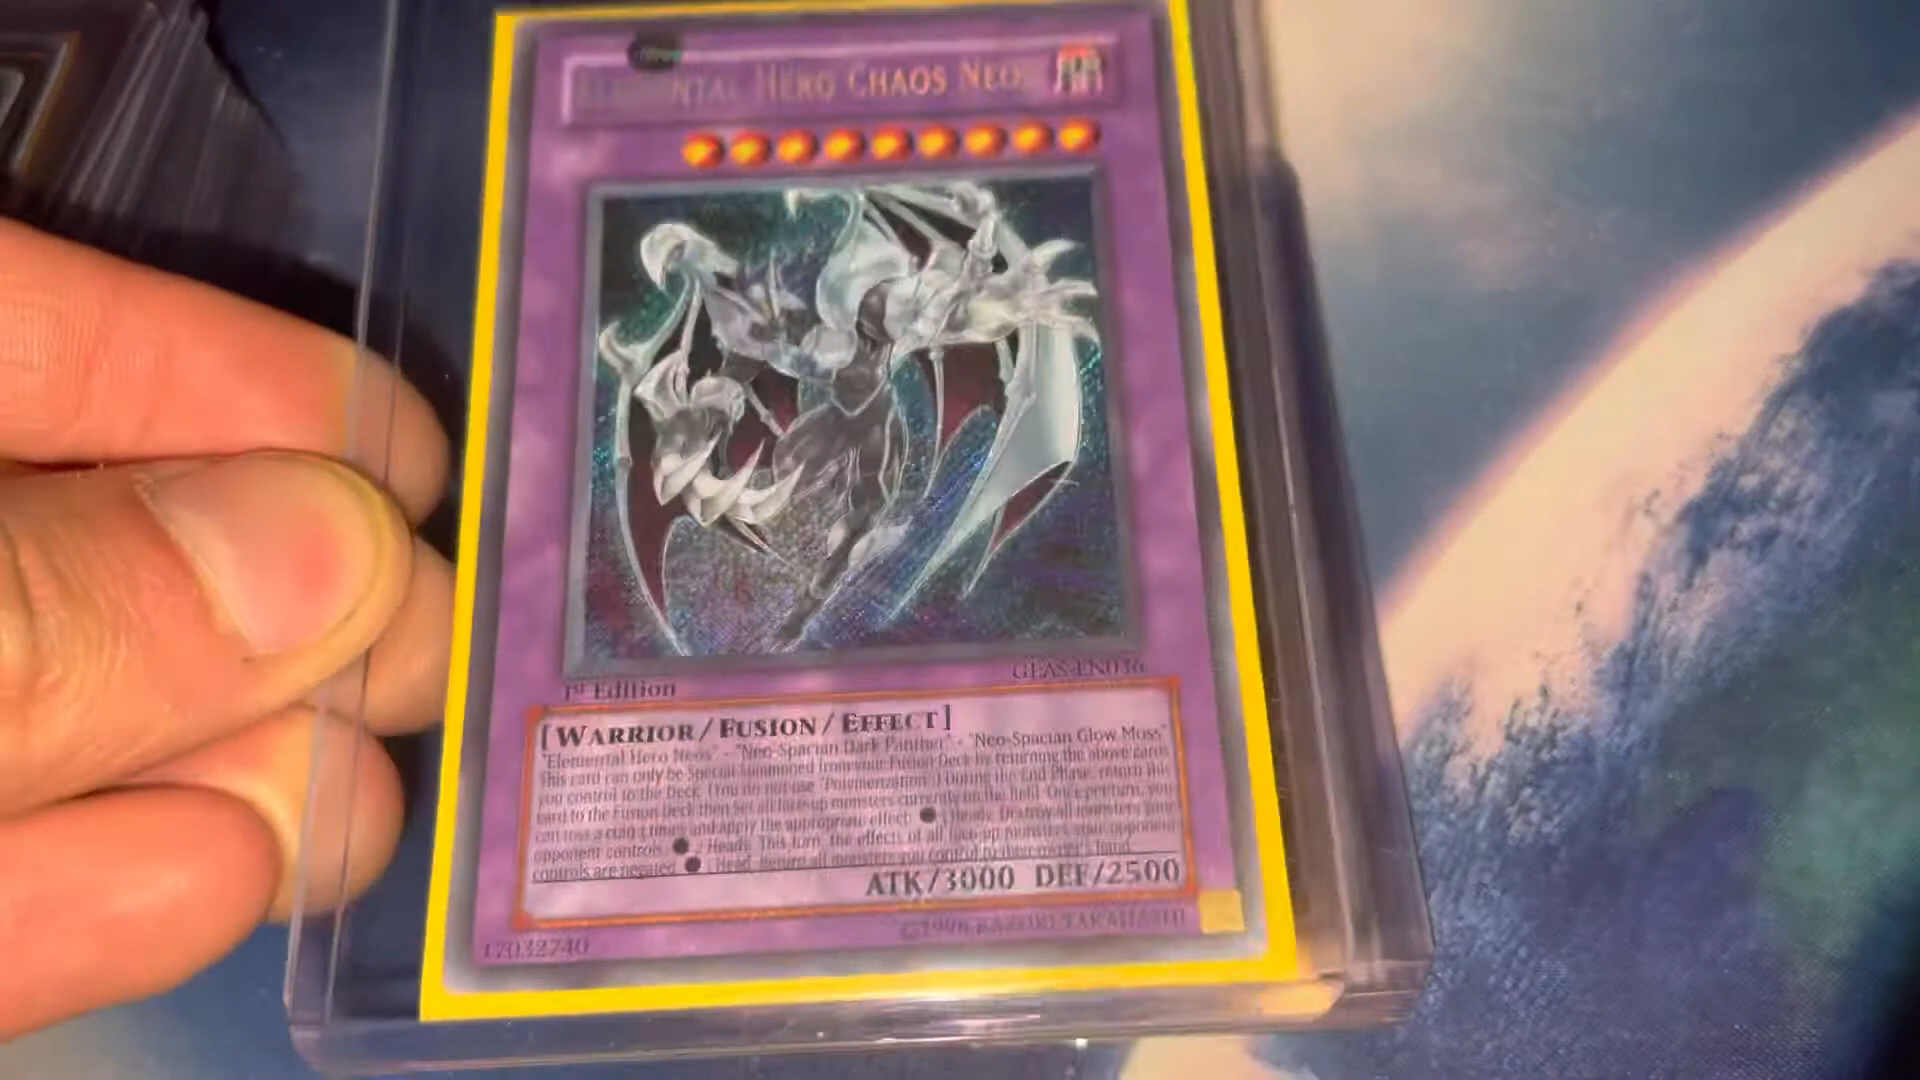 Elemental Hero Chaos Neos
1st Edition
GLAS-EN036
[Warrior/Fusion/Effect]
"Elemental Hero Neos" - "Neo-Spacian Dark Panther" - "Neo-Spacian Glow Moss"
This card can only be Special Summoned from your Fusion Deck by returning the above cards
you control to the Deck. (You do not use "Polymerization".) During the End Phase, return this
card to the Fusion Deck then Set all face-up monsters currently on the field. Once per turn, you
can toss a coin 3 times and apply the appropriate effect: ● 3 Heads: Destroy all monsters your
opponent controls. ● 2 Heads: This turn, the effects of all face-up monsters your opponent
controls are negated. ● 1 Head: Return all monsters you control to their owner's hand.
ATK/3000 DEF/2500
17032740
©1996 KAZUKI TAKAHASHI